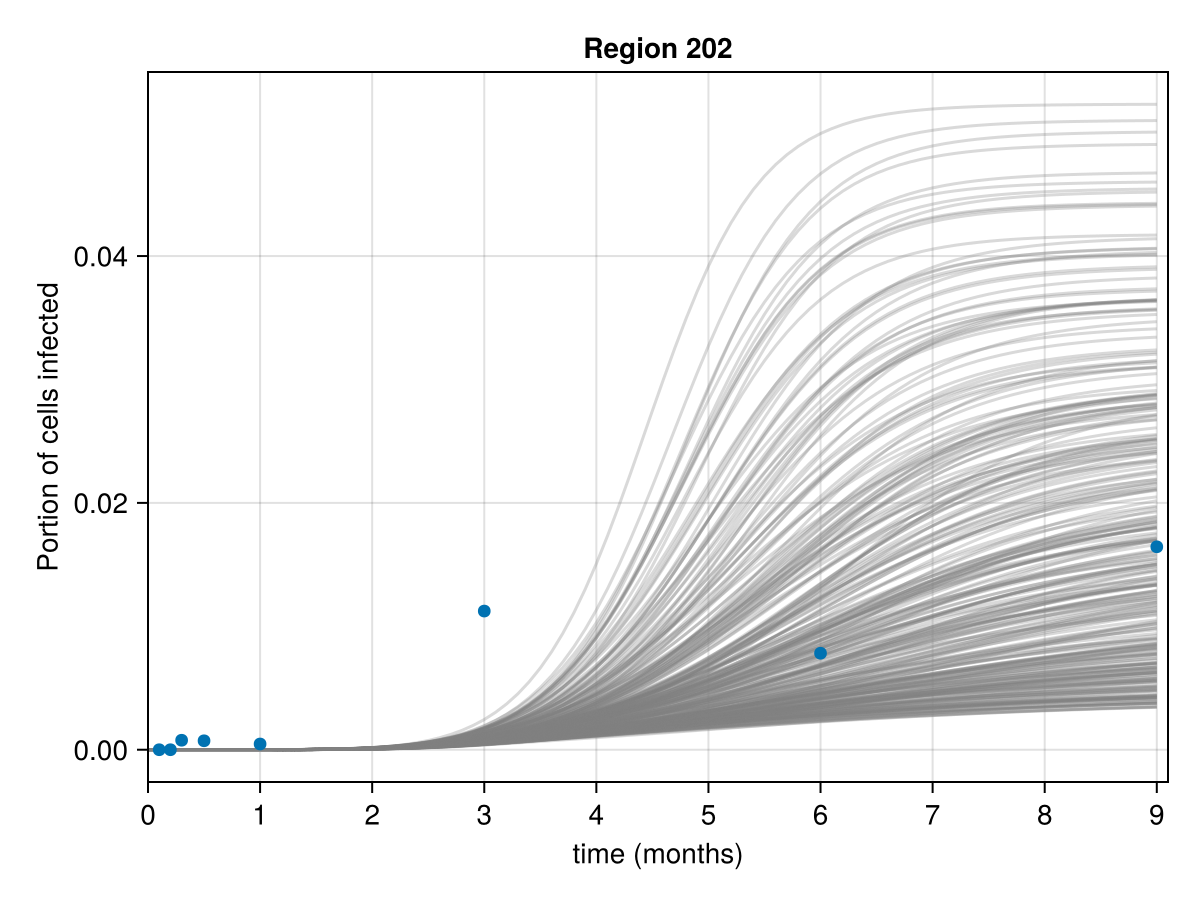 Region 202
Portion of cells infected
0.04
0.02
0.00
0 1 2 3 4 5 6 7 8 9
time (months)